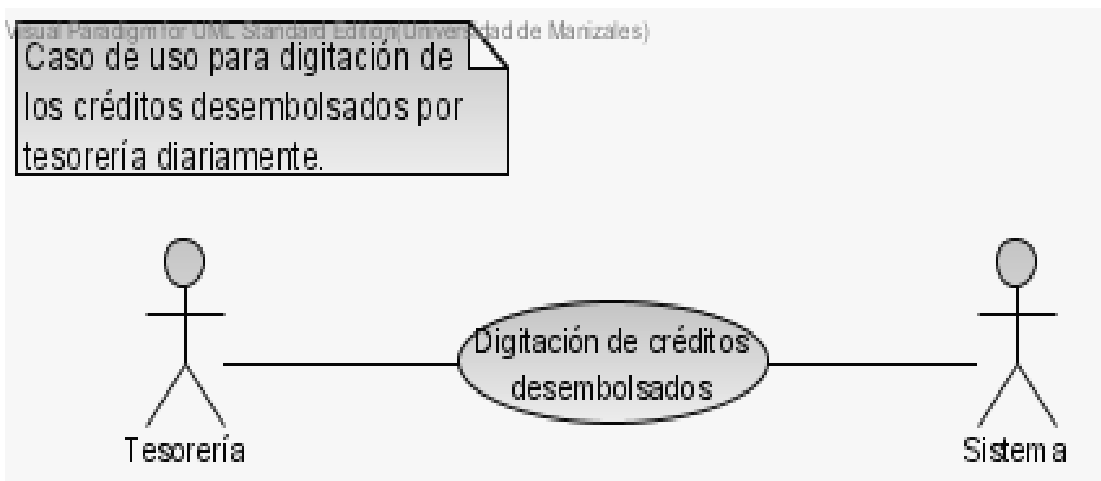 Visual Paradigm for UML Standard Edition(Universidad de Manizales)
Caso de uso para digitación de
los créditos desembolsados por
tesorería diariamente.
Digitación de créditos
desembolsados
Tesorería
Sistema